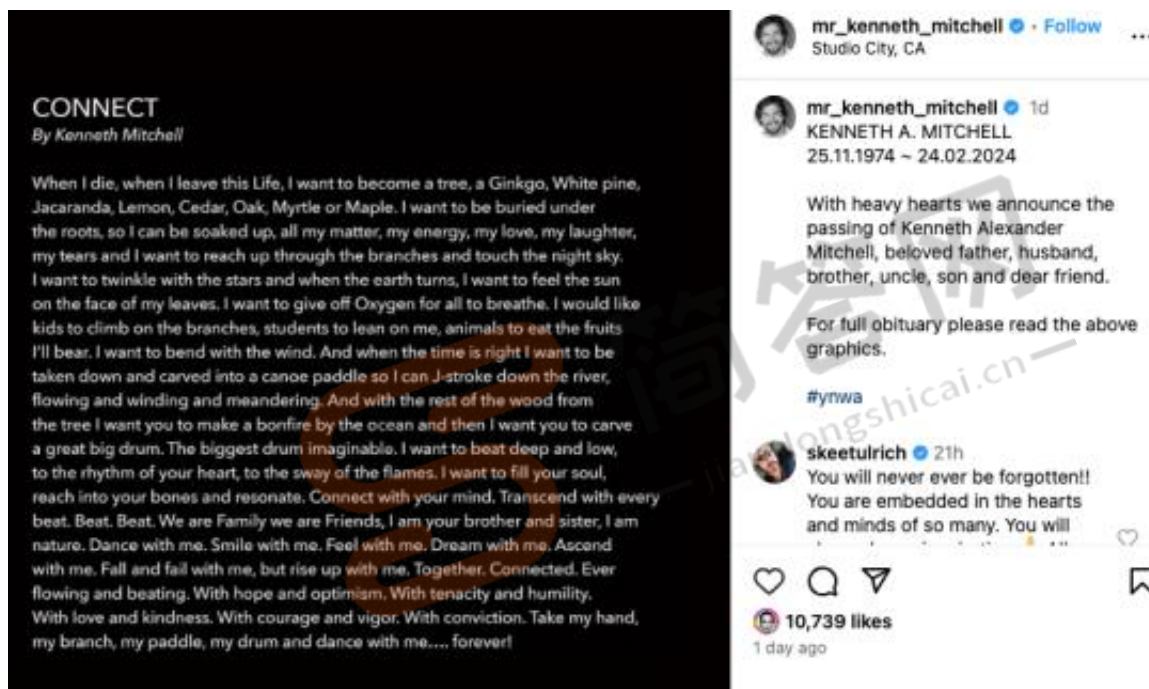 CONNECT
By Kenneth Mitchell
When I die, when I leave this Life, I want to become a tree, a Ginkgo, White pine,
Jacaranda, Lemon, Cedar, Oak, Myrtle or Maple. I want to be buried under
the roots, so I can be soaked up, all my matter, my energy, my love, my laughter,
my tears and I want to reach up through the branches and touch the night sky.
I want to twinkle with the stars and when the earth turns, I want to feel the sun
on the face of my leaves. I want to give off Oxygen for all to breathe. I would like
kids to climb on the branches, students to lean on me, animals to eat the fruits
I'll bear. I want to bend with the wind. And when the time is right I want to be
taken down and carved into a canoe paddle so I can J-stroke down the river,
flowing and winding and meandering. And with the rest of the wood from
the tree I want you to make a bonfire by the ocean and then I want you to carve
a great big drum. The biggest drum imaginable. I want to beat deep and low,
to the rhythm of your heart, to the sway of the flames. I want to fill your soul,
reach into your bones and resonate. Connect with your mind. Transcend with every
beat. Beat. Beat. We are Family we are Friends, I am your brother and sister, I am
nature. Dance with me. Smile with me. Feel with me. Dream with me. Ascend
with me. Fall and fail with me, but rise up with me. Together. Connected. Ever
flowing and beating. With hope and optimism. With tenacity and humility.
With love and kindness. With courage and vigor. With conviction. Take my hand,
my branch, my paddle, my drum and dance with me.... forever!
mr_kenneth_mitchell • Follow
Studio City, CA
mr_kenneth_mitchell 1d
KENNETH A. MITCHELL
25.11.1974 ~ 24.02.2024
With heavy hearts we announce the
passing of Kenneth Alexander
Mitchell, beloved father, husband,
brother, uncle, son and dear friend.
For full obituary please read the above
graphics.
#ynwa
skeetulrich 21h
You will never ever be forgotten!!
You are embedded in the hearts
and minds of so many. You will
10,739 likes
1 day ago
简答网